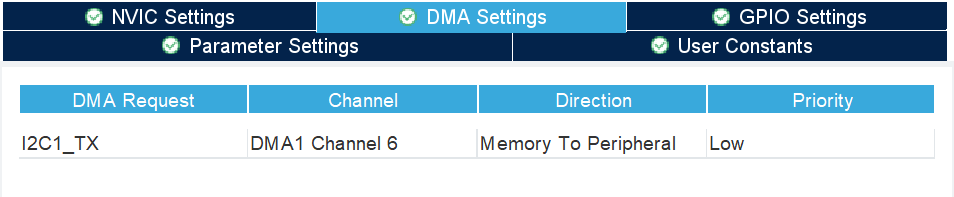 NVIC Settings DMA Settings GPIO Settings
Parameter Settings User Constants
DMA Request Channel Direction Priority
I2C1_TX DMA1 Channel 6 Memory To Peripheral Low